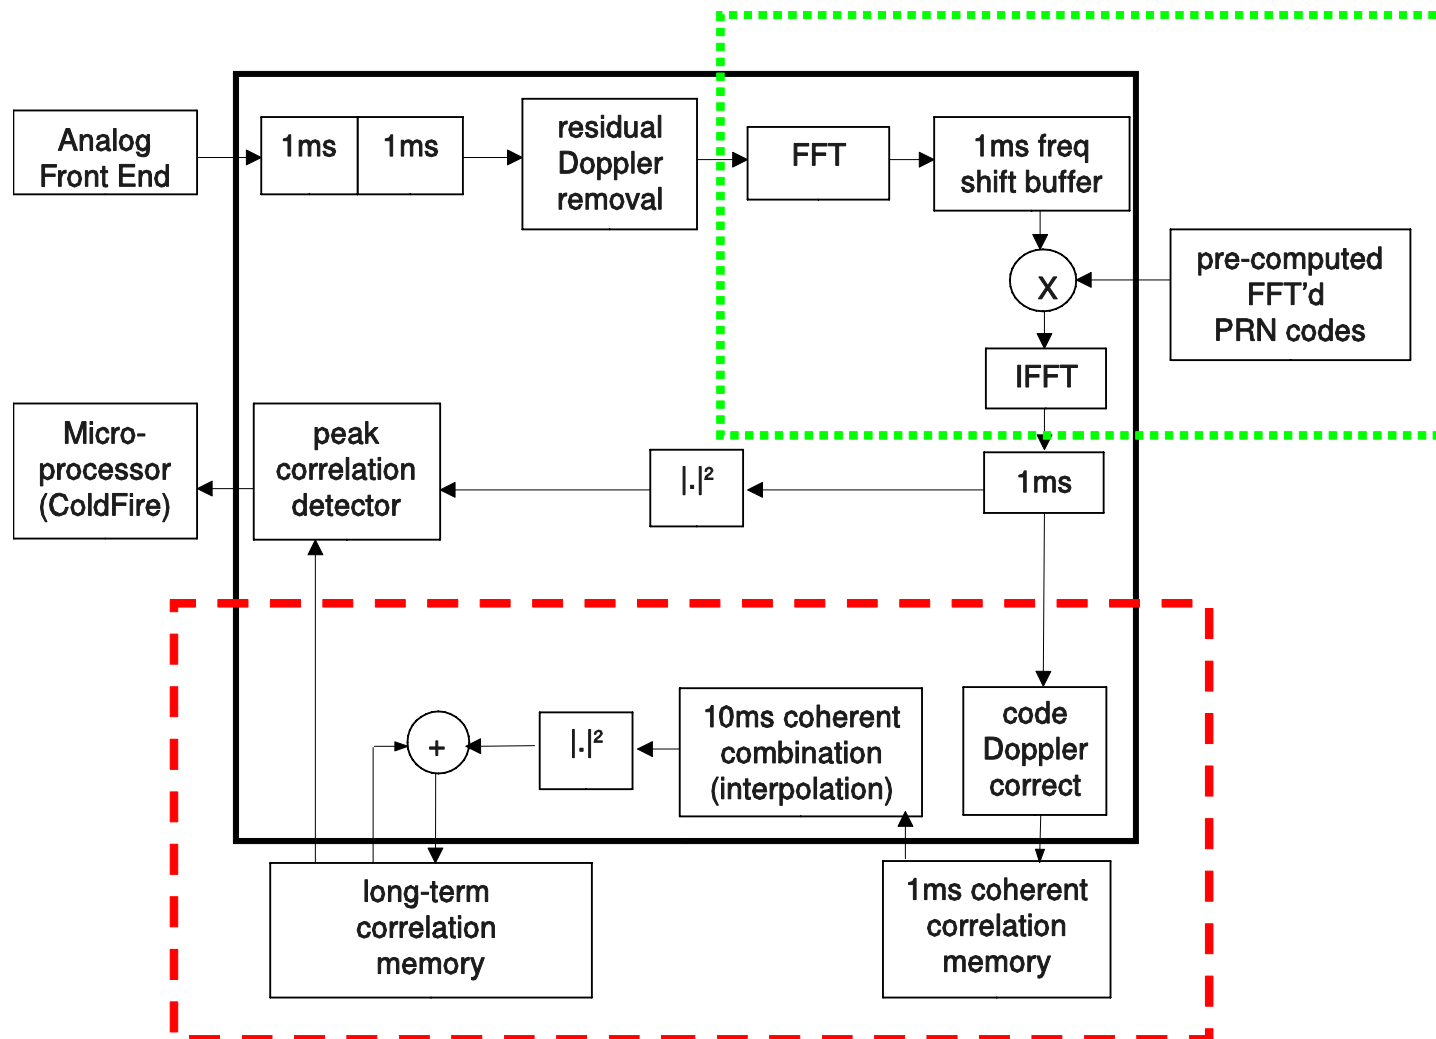 Analog
Front End
1ms
1ms
residual
Doppler
removal
FFT
1ms freq
shift buffer
X
pre-computed
FFT'd
PRN codes
IFFT
Micro-
processor
(ColdFire)
peak
correlation
detector
|.|²
1ms
+
|.|²
10ms coherent
combination
(interpolation)
code
Doppler
correct
long-term
correlation
memory
1ms coherent
correlation
memory